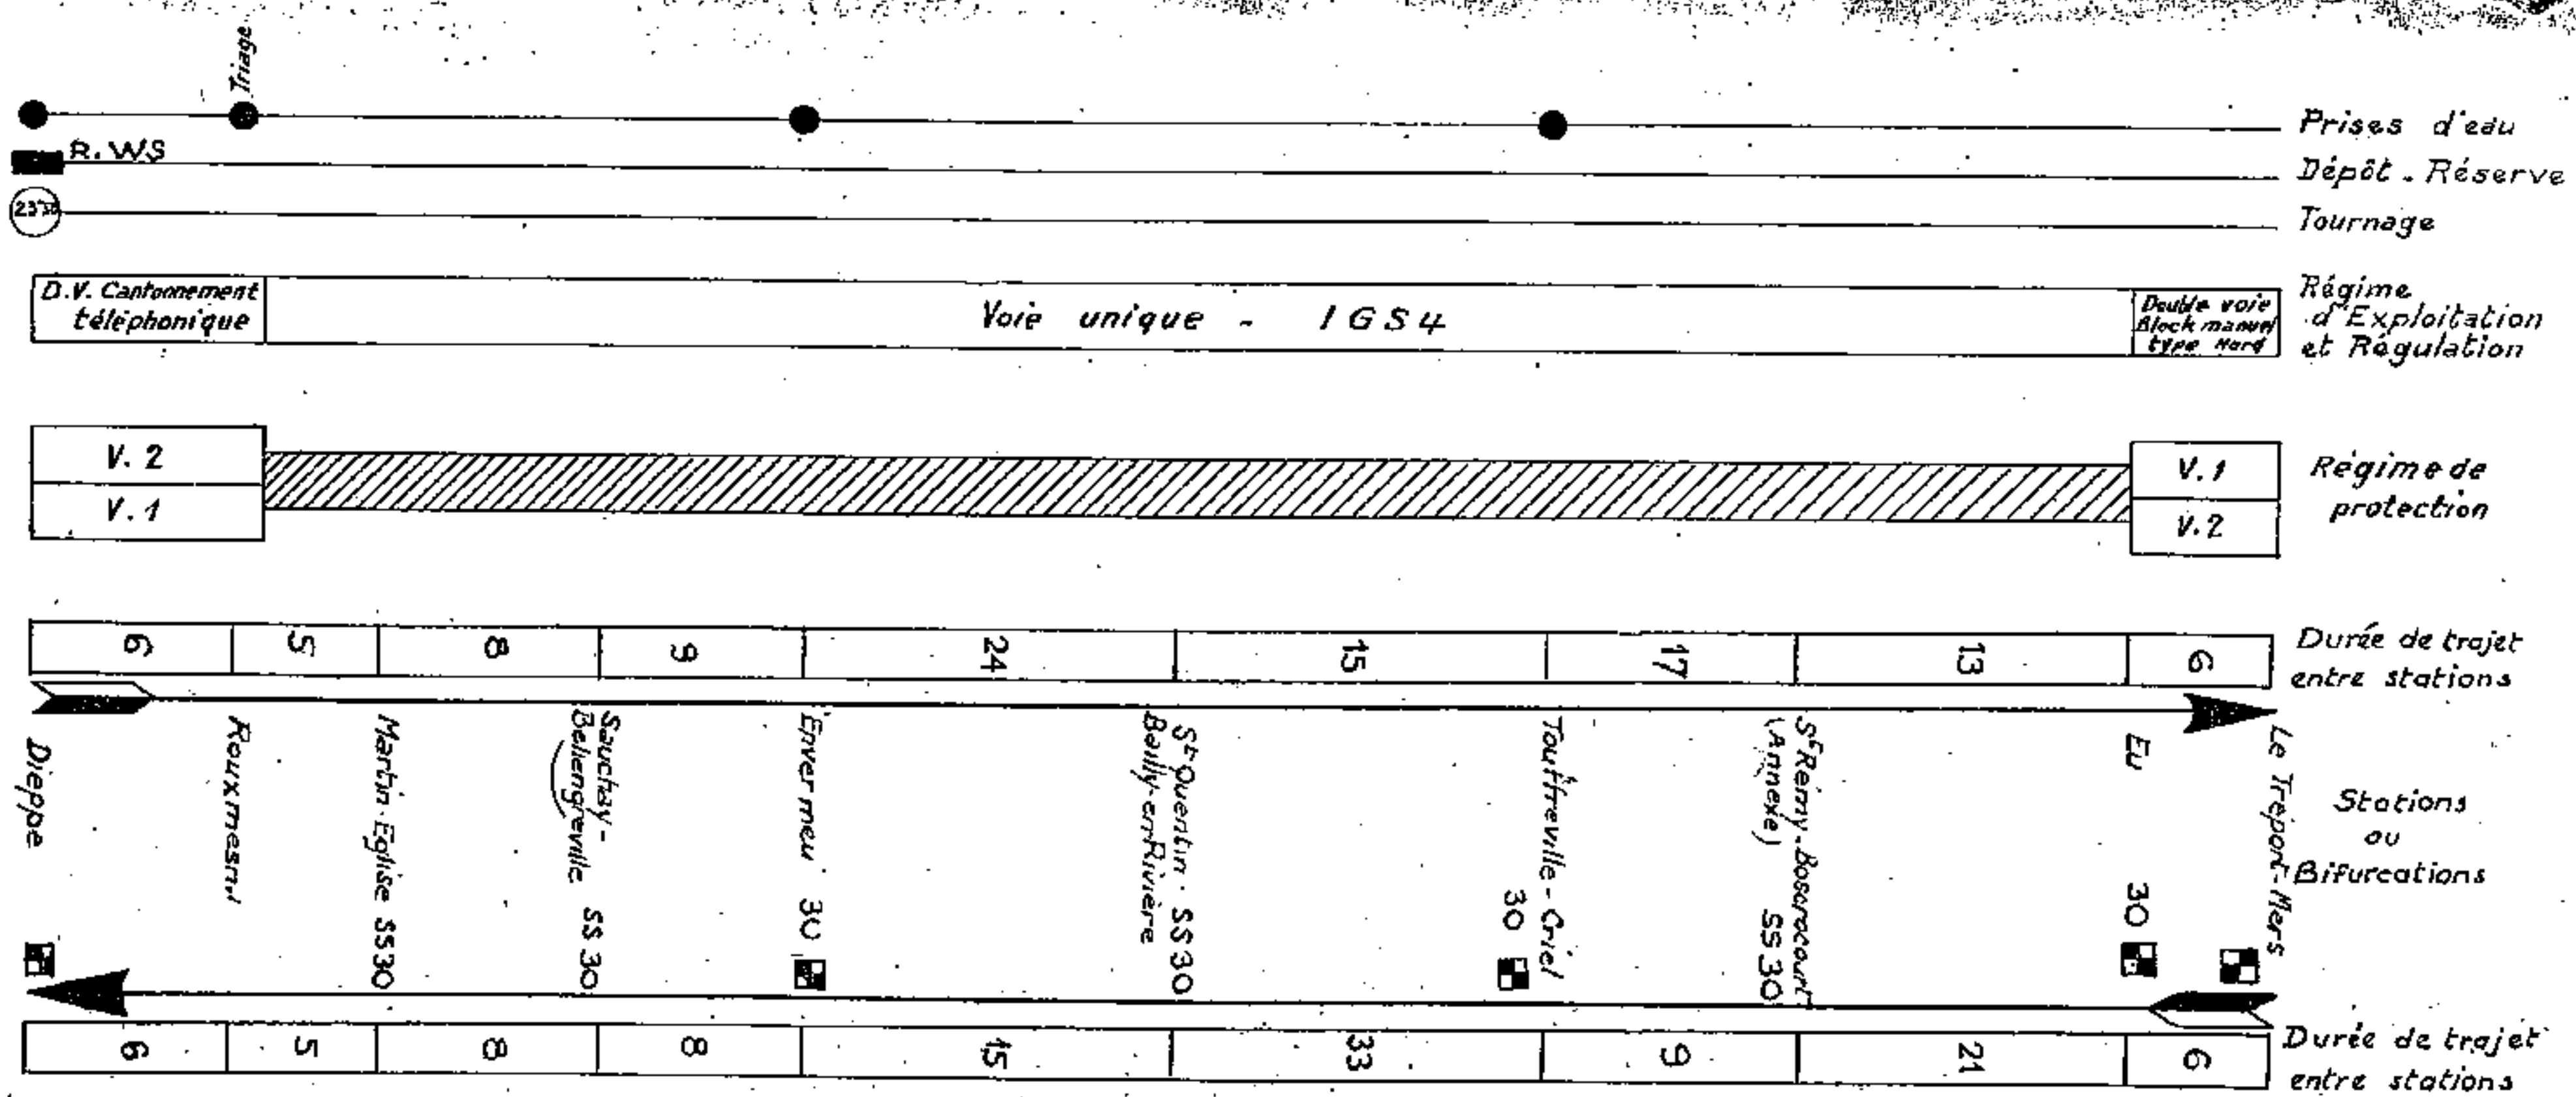 Triage
Prises d'eau
R.WS
Dépôt - Réserve
Tournage
D.V. Cantonnement
téléphonique
Voie unique - IGS4
Double voie
Block manuel
type Nord
Régime
d'Exploitation
et Régulation
V. 2
V. 1
V. 1
V. 2
Régime de
protection
6 5 8 9 24 15 17 13 6
Durée de trajet
entre stations
Dieppe
Rouxmesnil
Martin-Eglise SS30
Sauchay-
Bellengreville SS 30
Envermeu 30
St Quentin- SS 30
Bailly-en-Rivière
Touffreville-Criel
30
St Rémy-Boscrocourt
(Annexe) SS 30
Eu 30
Le Tréport-Mers
Stations
ou
Bifurcations
6 5 8 8 15 33 9 21 6
Durée de trajet
entre stations